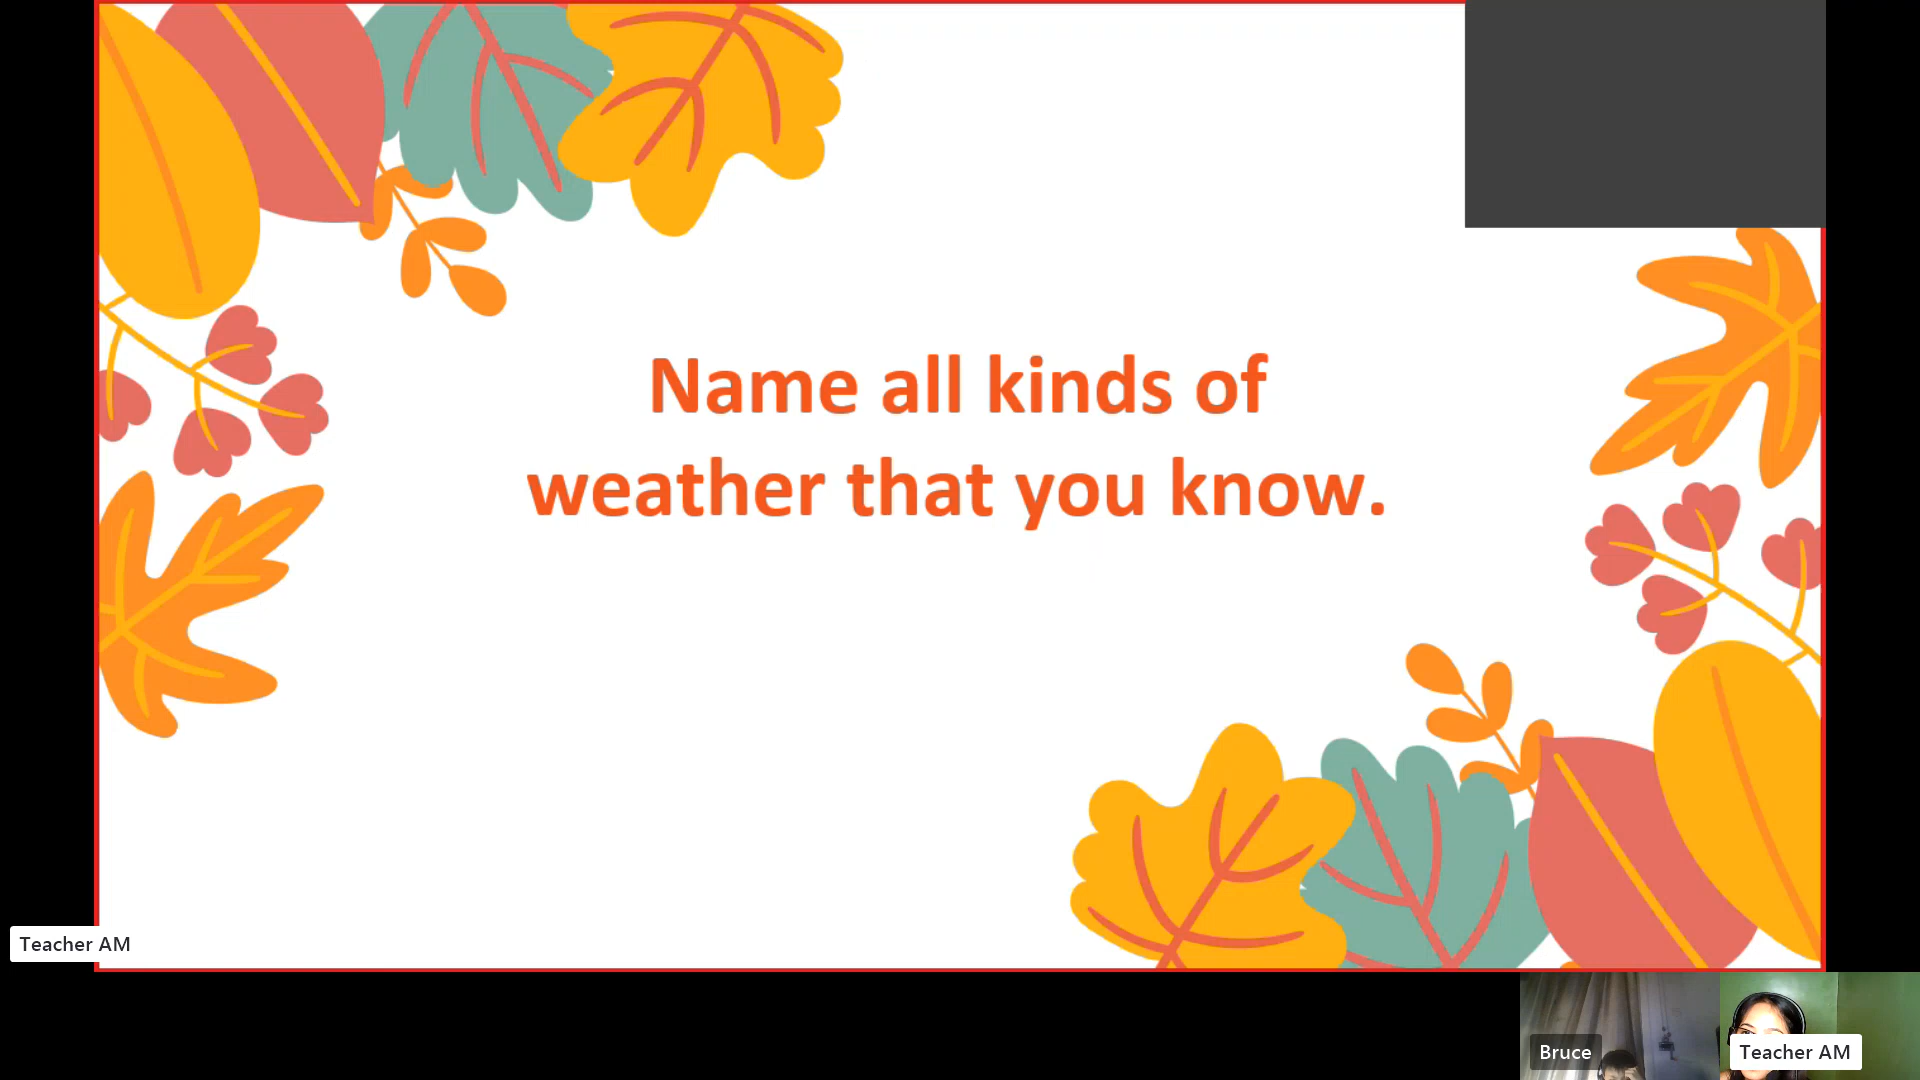 Name all kinds of
weather that you know.
Teacher AM
Bruce
Teacher AM